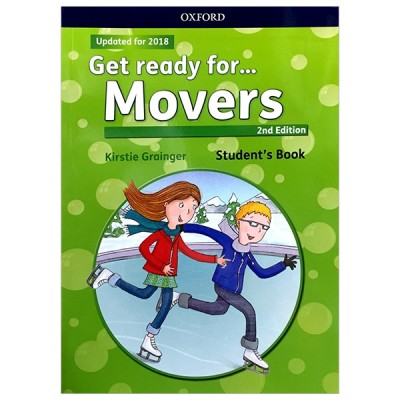 OXFORD
Updated for 2018
Get ready for...
Movers
2nd Edition
Kirstie Grainger
Student's Book